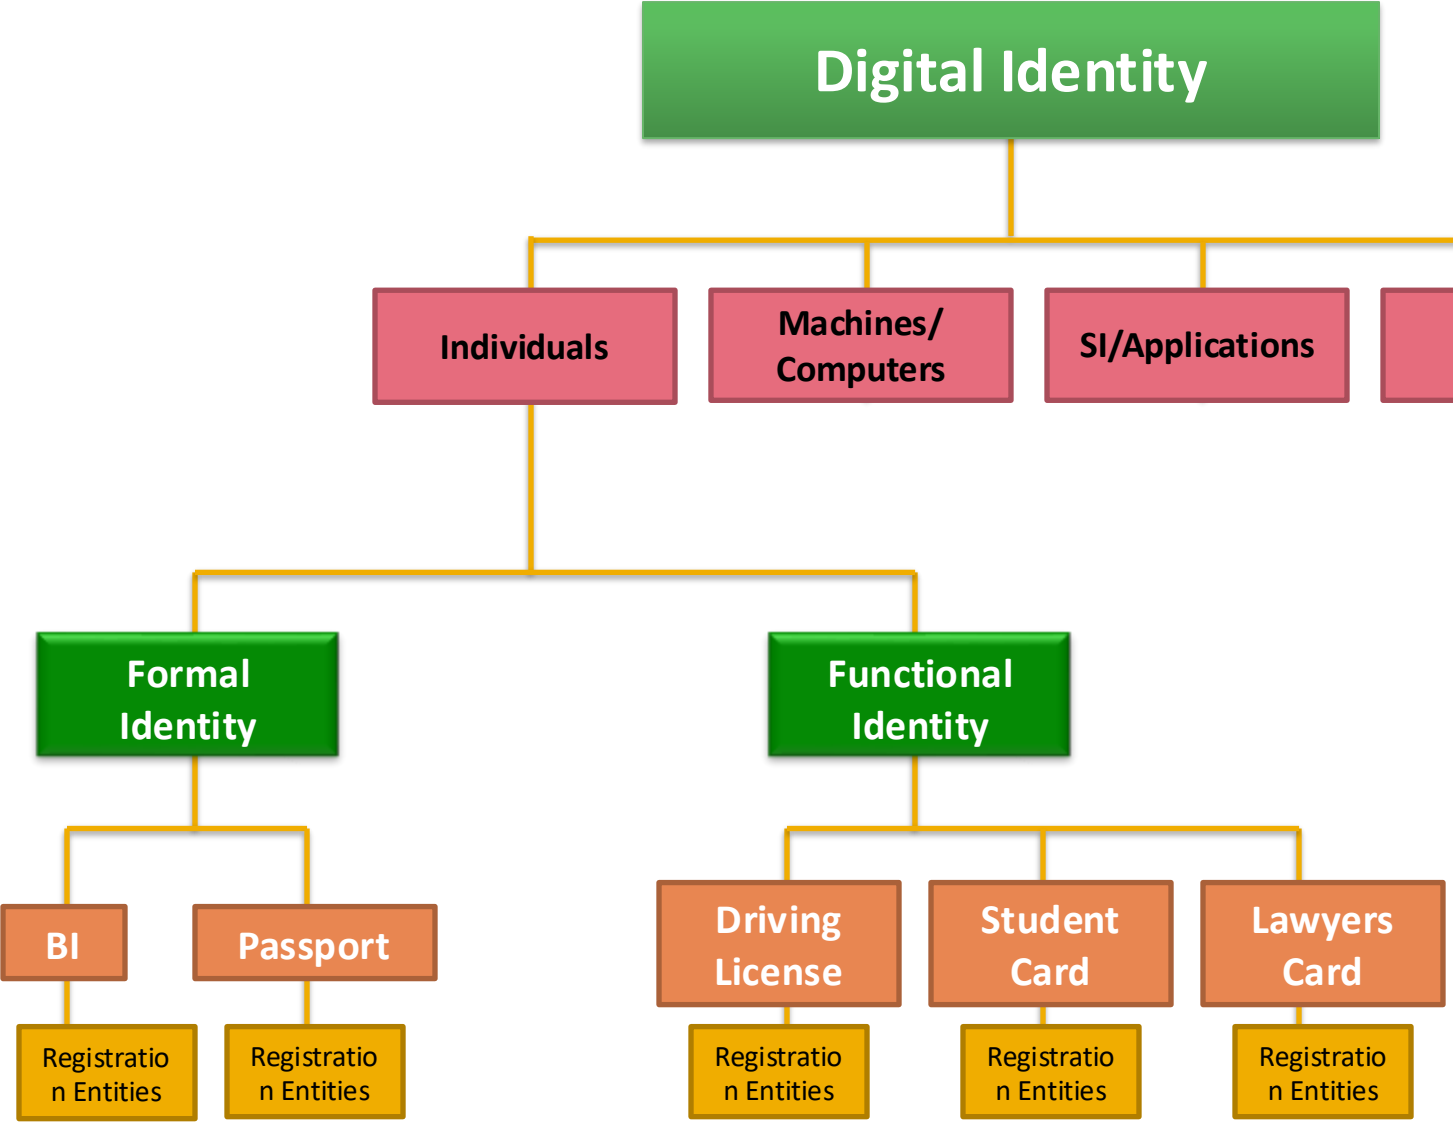 Digital Identity
Individuals
Machines/
Computers
SI/Applications
Formal
Identity
Functional
Identity
BI
Passport
Driving
License
Student
Card
Lawyers
Card
Registratio
n Entities
Registratio
n Entities
Registratio
n Entities
Registratio
n Entities
Registratio
n Entities